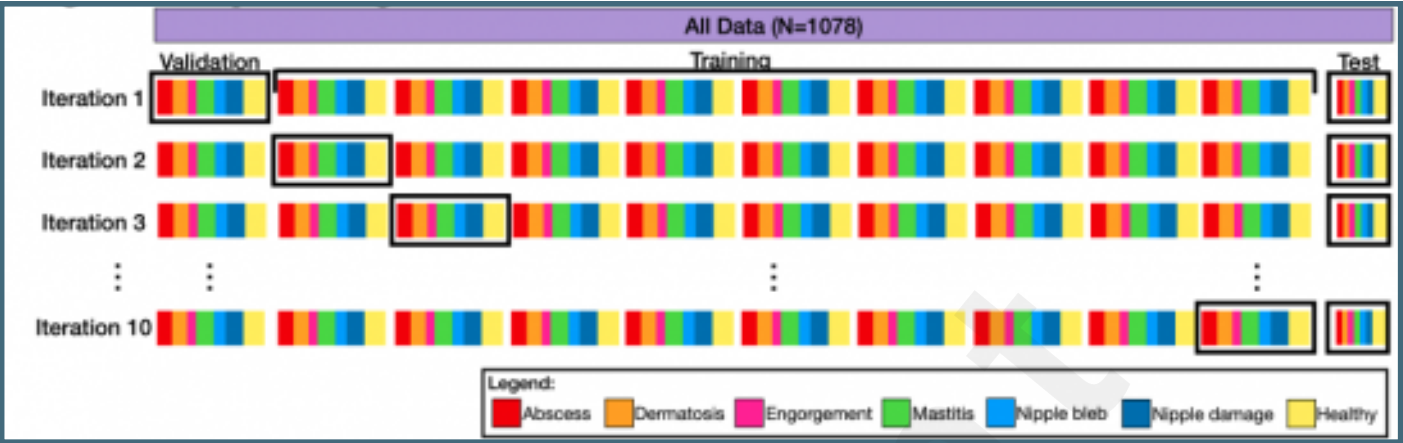 All Data (N=1078)
Validation Training Test
Iteration 1
Iteration 2
Iteration 3
Iteration 10
Legend:
Abscess Dermatosis Engorgement Mastitis Nipple bleb Nipple damage Healthy